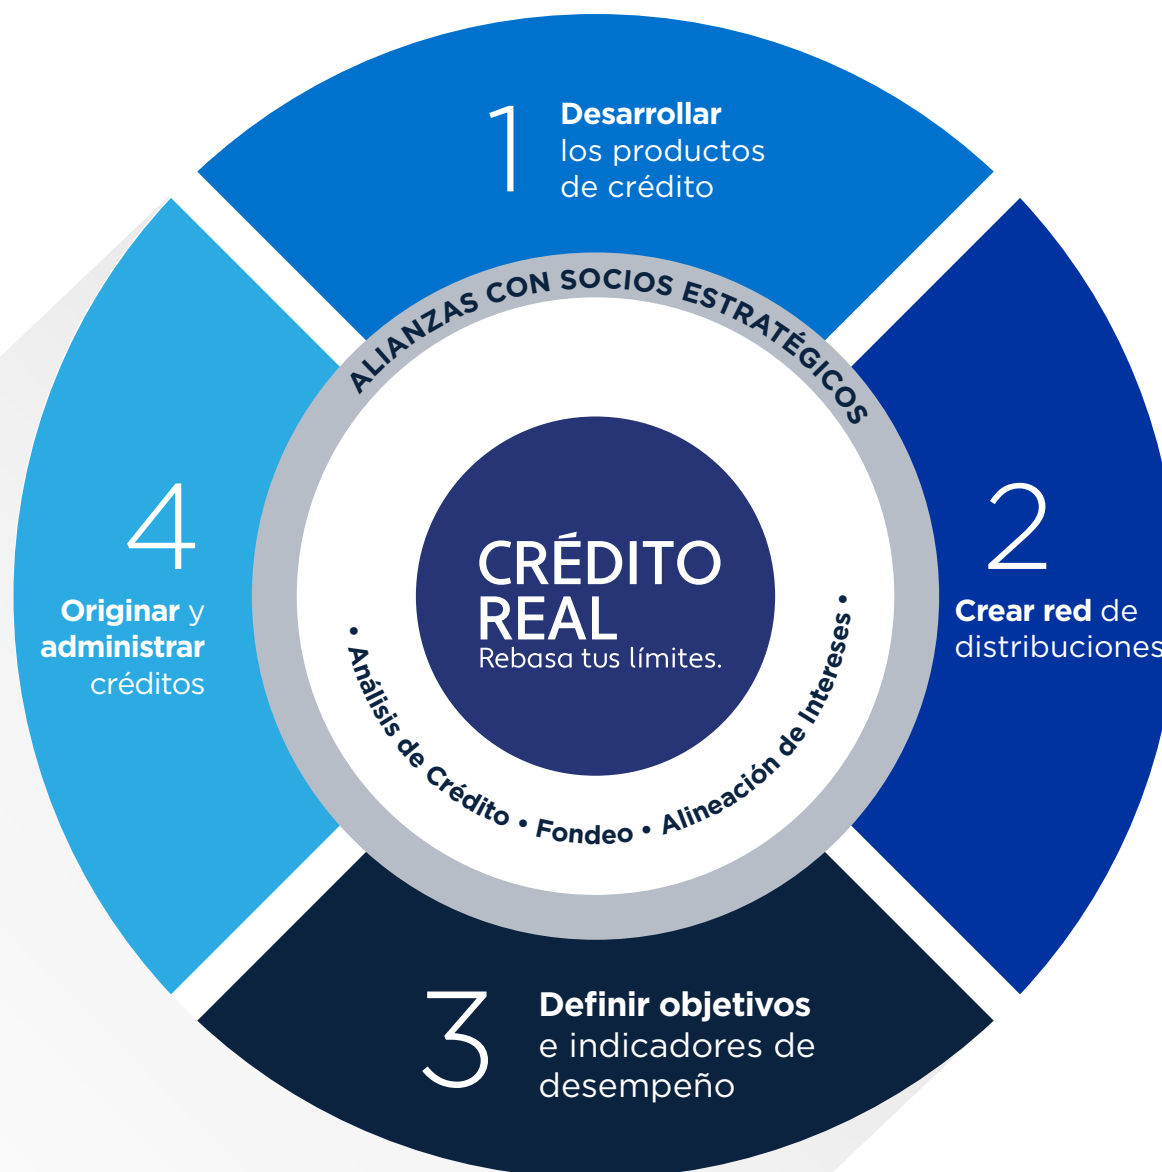 1
Desarrollar
los productos
de crédito
ALIANZAS CON SOCIOS ESTRATÉGICOS
2
Crear red de
distribuciones
3
Definir objetivos
e indicadores de
desempeño
4
Originar y
administrar
créditos
CRÉDITO
REAL
Rebasa tus límites.
• Análisis de Crédito • Fondeo • Alineación de Intereses •